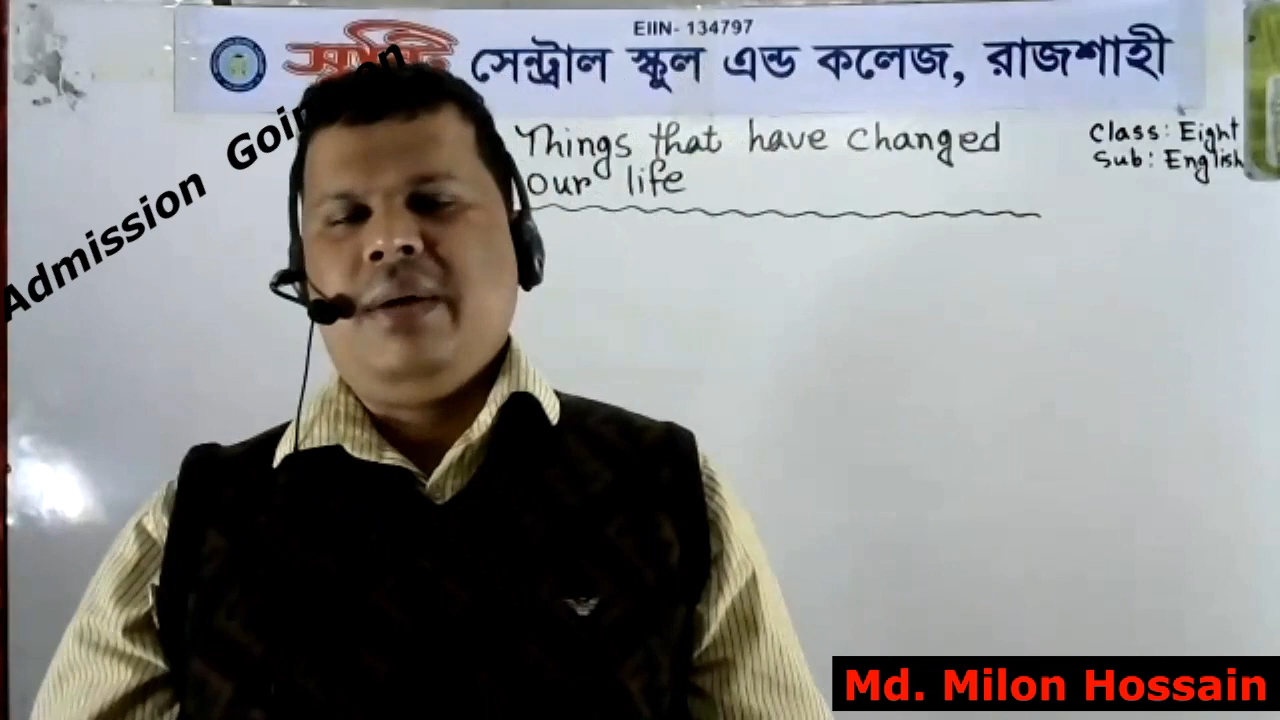 EIIN- 134797
সেন্ট্রাল স্কুল এন্ড কলেজ, রাজশাহী
Things that have changed
our life
Class: Eight
Sub: English
Admission
Md. Milon Hossain